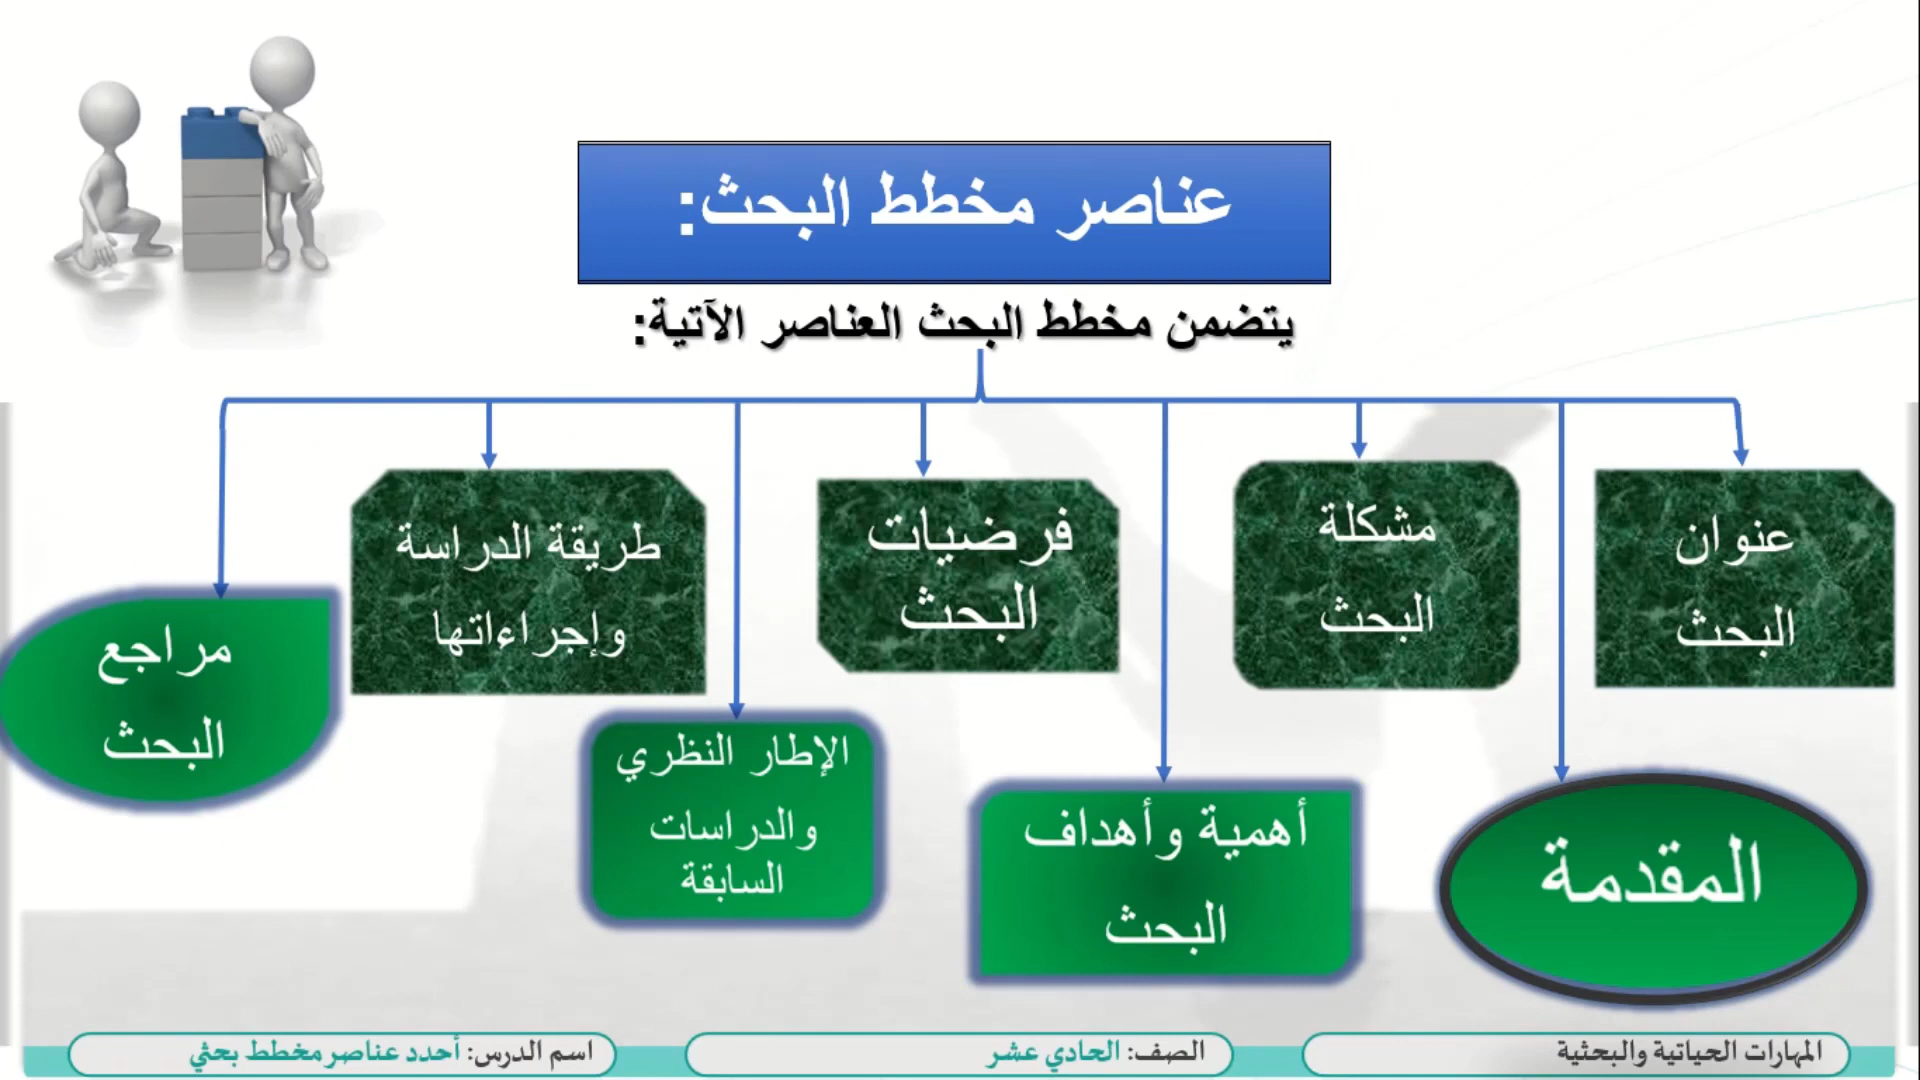 عناصر مخطط البحث:
يتضمن مخطط البحث العناصر الآتية:
عنوان
البحث
المقدمة
مشكلة
البحث
أهمية وأهداف
البحث
فرضيات
البحث
الإطار النظري
والدراسات
السابقة
طريقة الدراسة
وإجراءاتها
مراجع
البحث
المهارات الحياتية والبحثية
الصف: الحادي عشر
اسم الدرس: أحدد عناصر مخطط بحثي